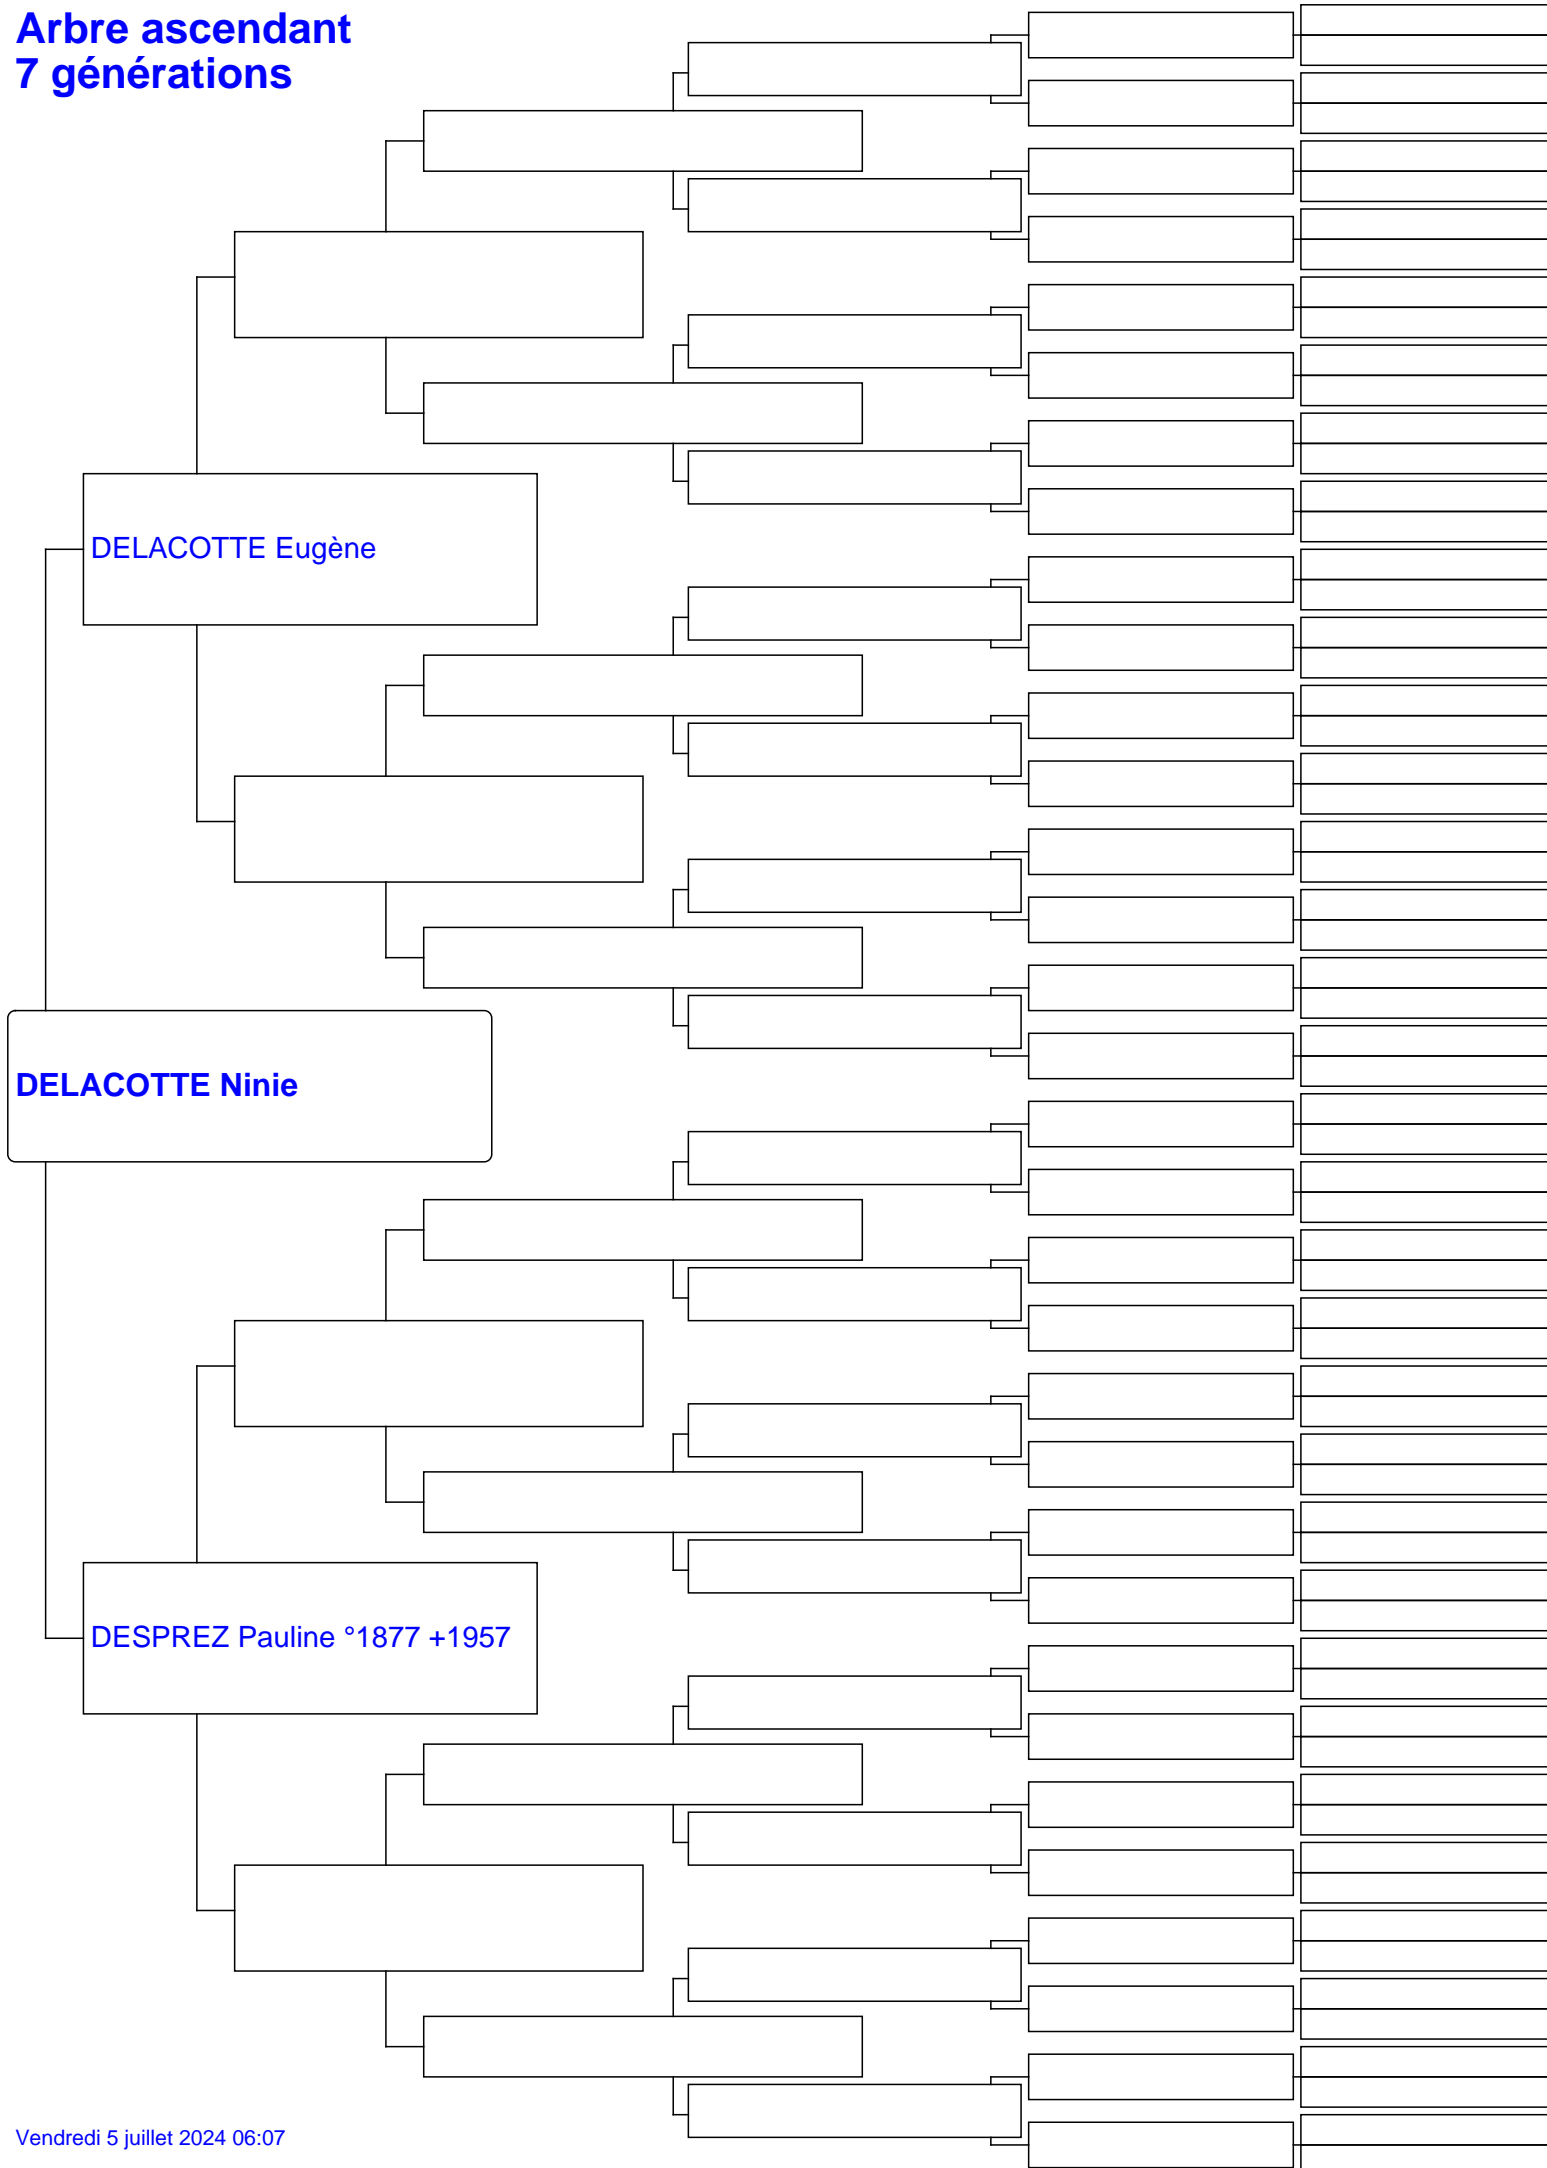 Arbre ascendant
7 générations
DELACOTTE Eugène
DELACOTTE Ninie
DESPREZ Pauline °1877 +1957
Vendredi 5 juillet 2024 06:07